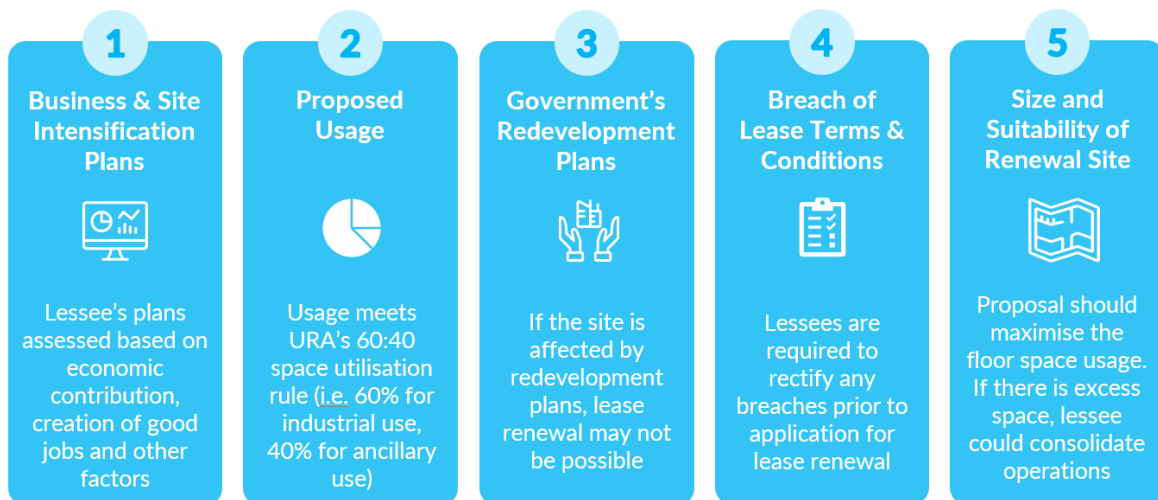 1
Business & Site
Intensification
Plans
Lessee's plans
assessed based on
economic
contribution,
creation of good
jobs and other
factors
2
Proposed
Usage
Usage meets
URA's 60:40
space utilisation
rule (i.e. 60% for
industrial use,
40% for ancillary
use)
3
Government's
Redevelopment
Plans
If the site is
affected by
redevelopment
plans, lease
renewal may not
be possible
4
Breach of
Lease Terms &
Conditions
Lessees are
required to
rectify any
breaches prior to
application for
lease renewal
5
Size and
Suitability of
Renewal Site
Proposal should
maximise the
floor space usage.
If there is excess
space, lessee
could consolidate
operations